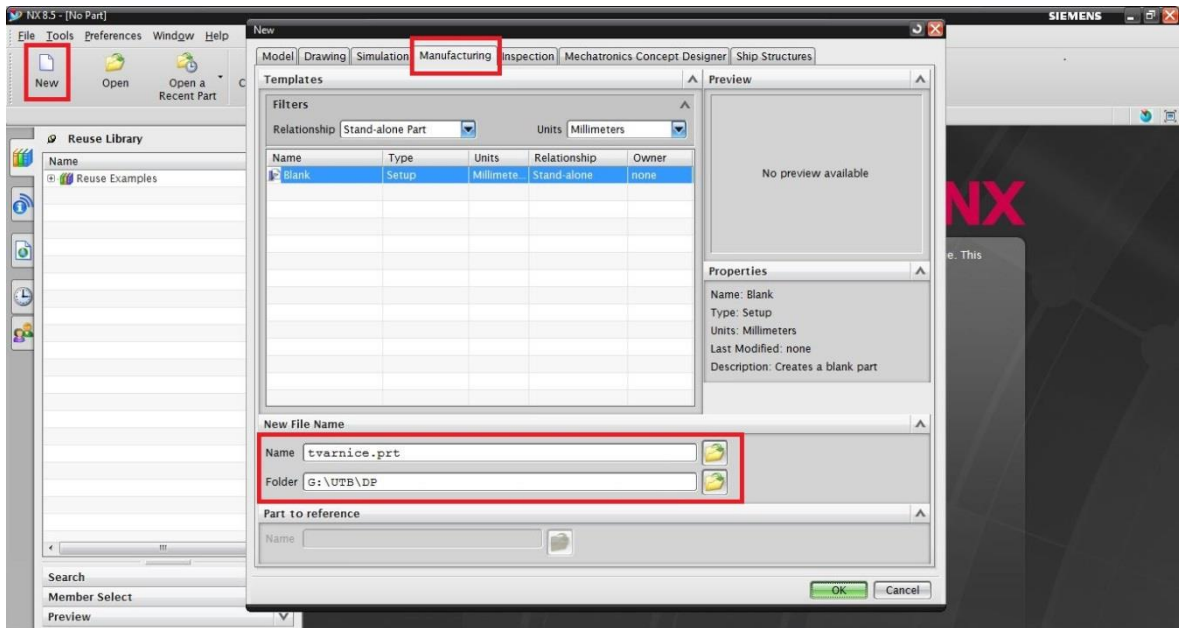 NX 8.5 - [No Part]
SIEMENS
File Tools Preferences Window Help
New
Open
Open a
Recent Part
C
Reuse Library
Name
Reuse Examples
Search
Member Select
Preview
New
Model Drawing Simulation Manufacturing Inspection Mechatronics Concept Designer Ship Structures
Templates
Filters
Relationship Stand-alone Part Units Millimeters
Name Type Units Relationship Owner
Blank Setup Millimete... Stand-alone none
Preview
No preview available
Properties
Name: Blank
Type: Setup
Units: Millimeters
Last Modified: none
Description: Creates a blank part
New File Name
Name tvarnice.prt
Folder G:\UTB\DP
Part to reference
Name
OK Cancel
NX
e. This